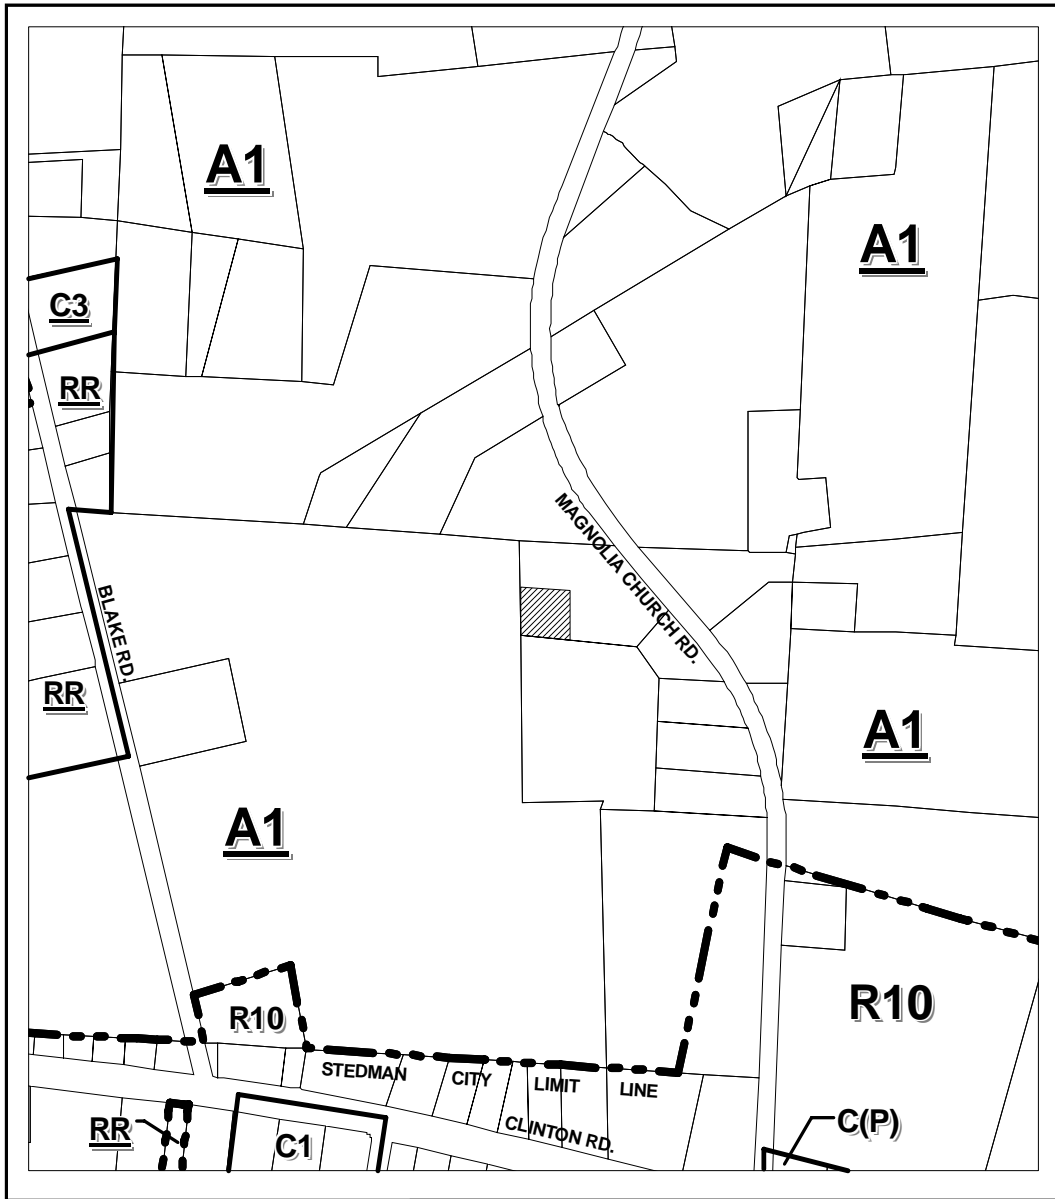 A1
A1
C3
RR
MAGNOLIA CHURCH RD.
BLAKE RD.
RR
A1
A1
R10
R10
STEDMAN CITY LIMIT LINE
CLINTON RD.
RR
C1
C(P)